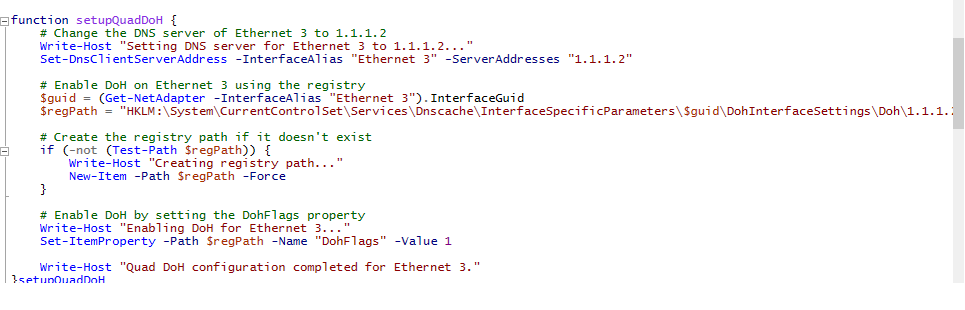 function setupQuadDoH {
# Change the DNS server of Ethernet 3 to 1.1.1.2
Write-Host "Setting DNS server for Ethernet 3 to 1.1.1.2..."
Set-DnsClientServerAddress -InterfaceAlias "Ethernet 3" -ServerAddresses "1.1.1.2"
# Enable DoH on Ethernet 3 using the registry
$guid = (Get-NetAdapter -InterfaceAlias "Ethernet 3").InterfaceGuid
$regPath = "HKLM:\System\CurrentControlSet\Services\Dnscache\InterfaceSpecificParameters\$guid\DohInterfaceSettings\Doh\1.1.1.
# Create the registry path if it doesn't exist
if (-not (Test-Path $regPath)) {
Write-Host "Creating registry path..."
New-Item -Path $regPath -Force
}
# Enable DoH by setting the DohFlags property
Write-Host "Enabling DoH for Ethernet 3..."
Set-ItemProperty -Path $regPath -Name "DohFlags" -Value 1
Write-Host "Quad DoH configuration completed for Ethernet 3."
}setupQuadDoH